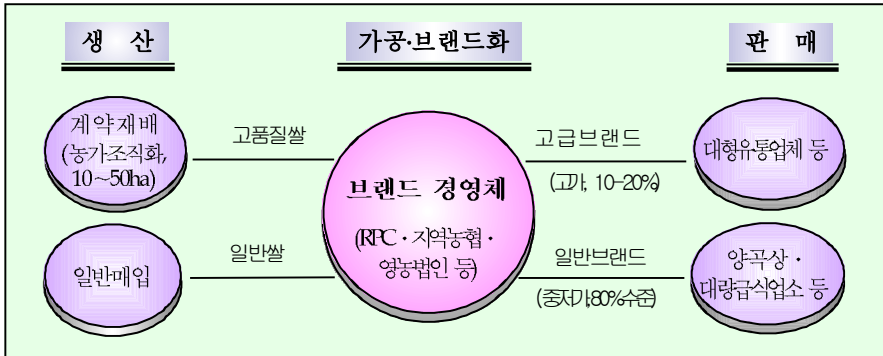 생 산
가공·브랜드화
판 매
계약재배
(농가조직화,
10~50ha)
고품질쌀
브랜드 경영체
(RPC·지역농협·
영농법인 등)
고급브랜드
(고가, 10-20%)
대형유통업체 등
일반매입
일반쌀
일반브랜드
(중저가,80%수준)
양곡상·
대량급식업소 등